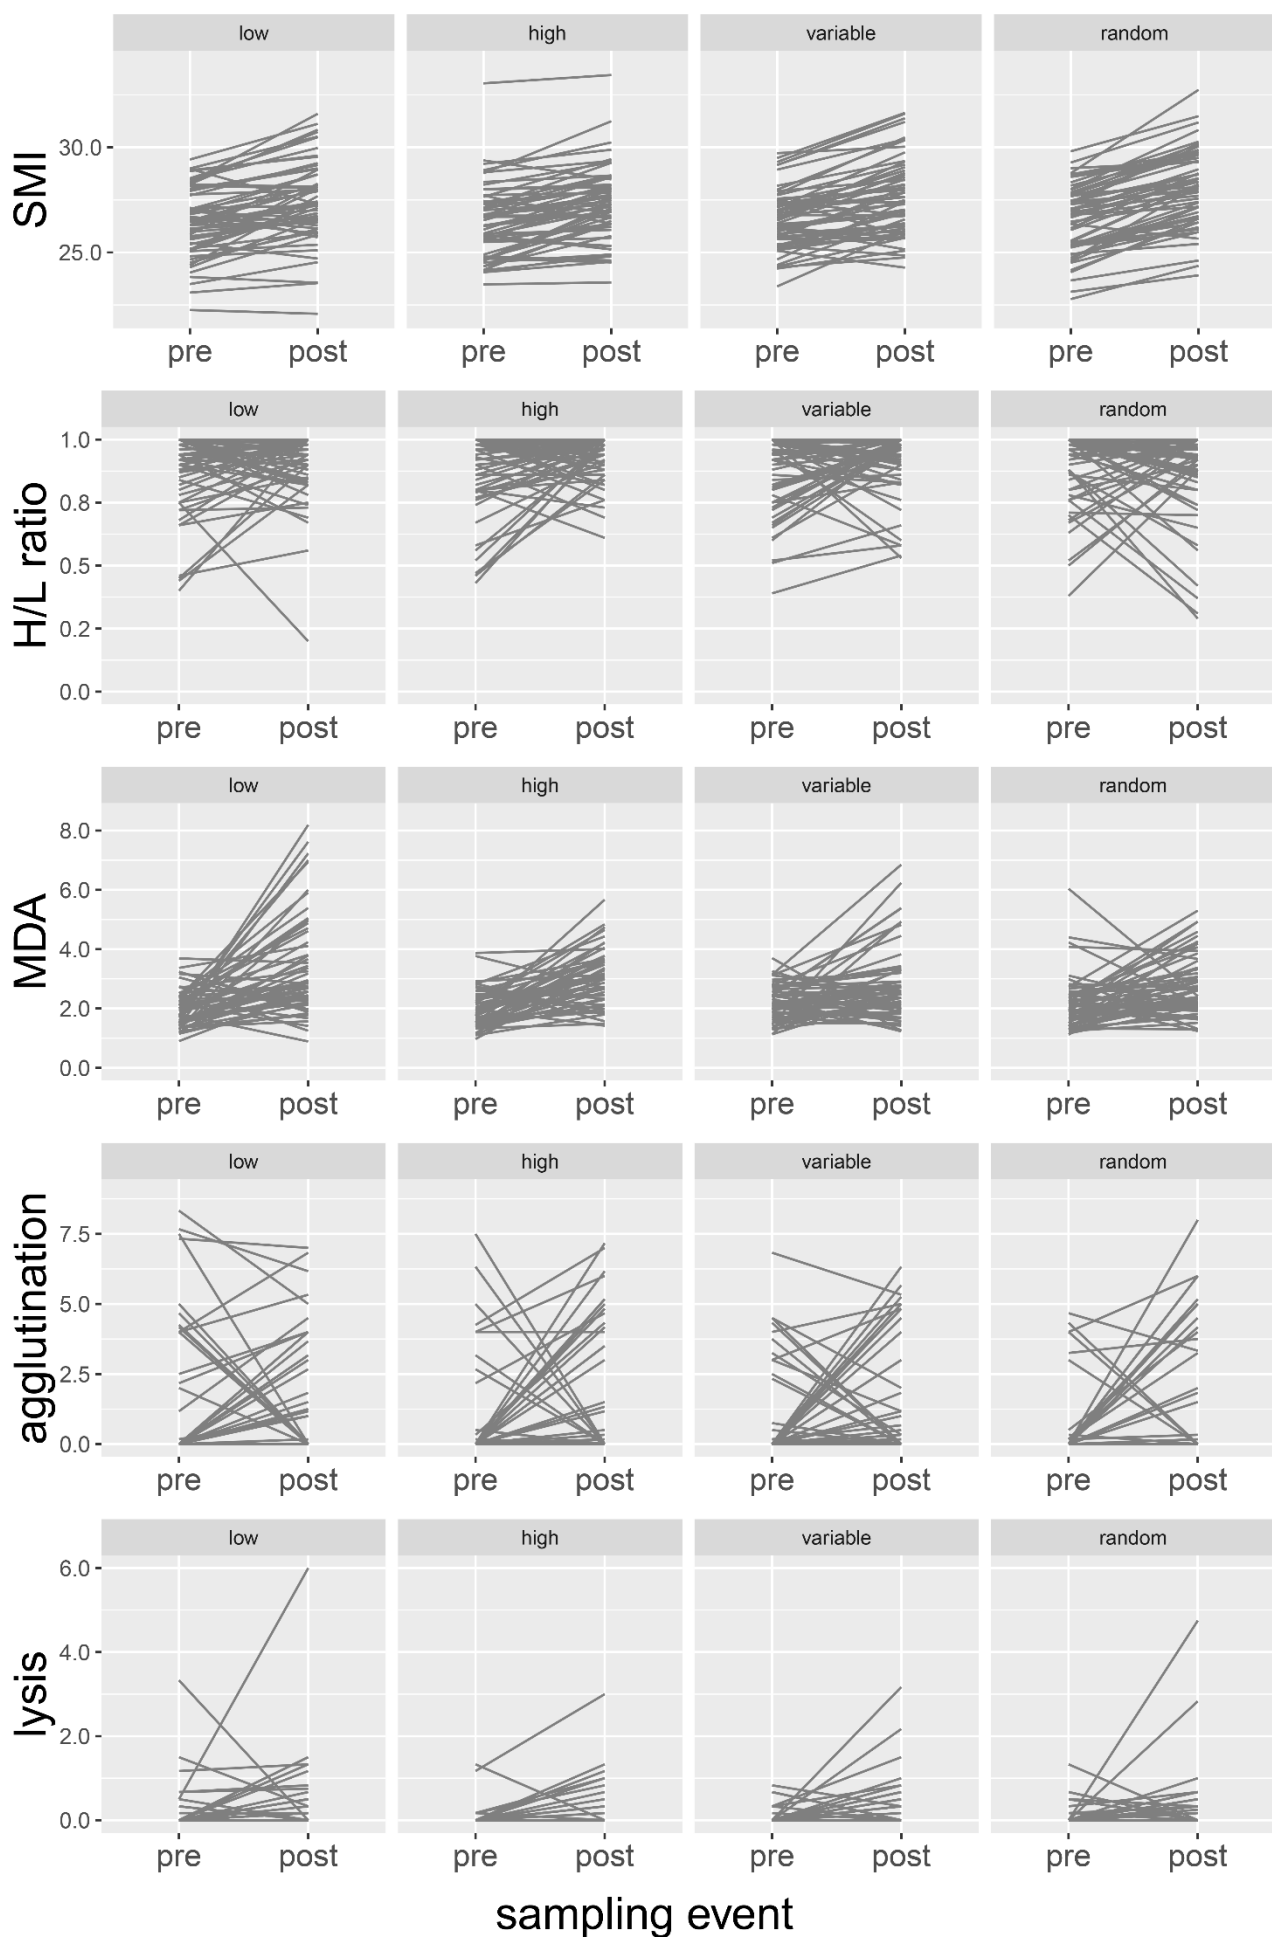 low high variable random
SMI
30.0
25.0
pre post pre post pre post pre post
low high variable random
H/L ratio
1.0
0.8
0.5
0.2
0.0
pre post pre post pre post pre post
low high variable random
MDA
8.0
6.0
4.0
2.0
0.0
pre post pre post pre post pre post
low high variable random
agglutination
7.5
5.0
2.5
0.0
pre post pre post pre post pre post
low high variable random
lysis
6.0
4.0
2.0
0.0
pre post pre post pre post pre post
sampling event